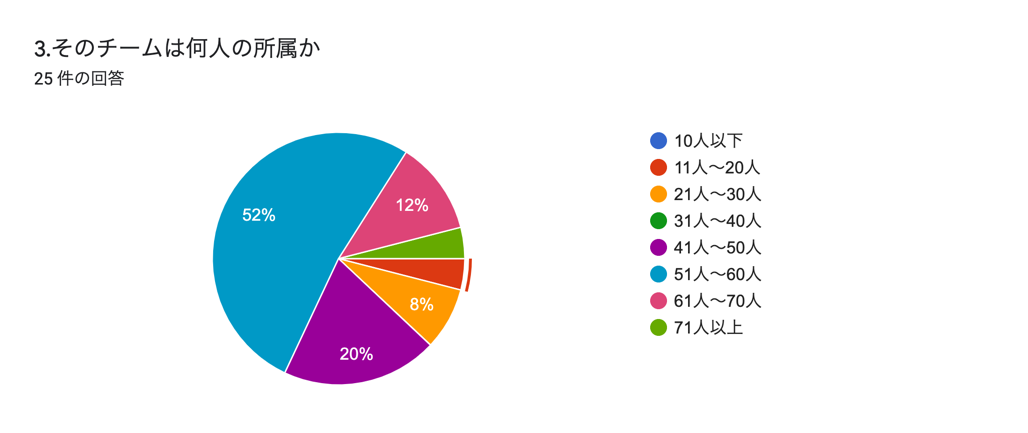 3.そのチームは何人の所属か
25 件の回答
52%
12%
8%
20%
10人以下
11人～20人
21人～30人
31人～40人
41人～50人
51人～60人
61人～70人
71人以上